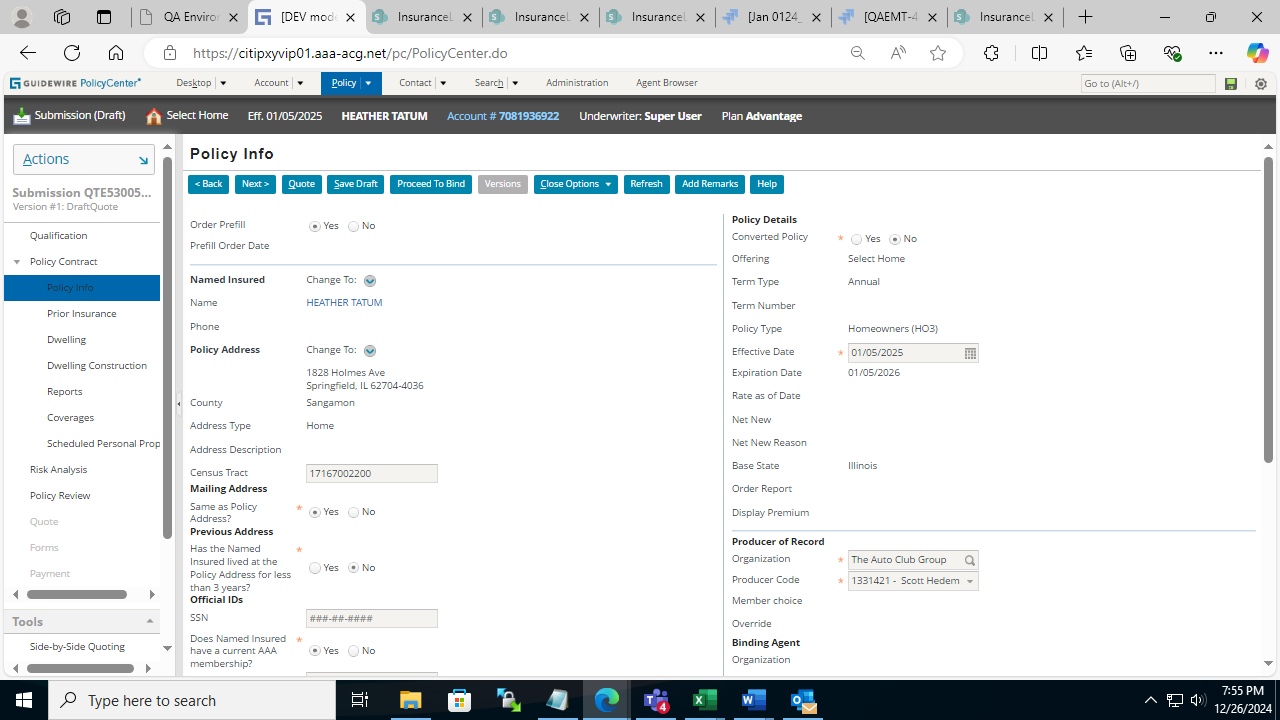 QA Environ
[DEV mode
InsuranceL
InsuranceL
InsuranceL
[Jan 0124_
[QAEMT-4
InsuranceL
https://citipxyvip01.aaa-acg.net/pc/PolicyCenter.do
GUIDEWIRE PolicyCenter
Desktop
Account
Policy
Contact
Search
Administration
Agent Browser
Go to (Alt+/)
Submission (Draft)
Select Home
Eff. 01/05/2025
HEATHER TATUM
Account # 7081936922
Underwriter: Super User
Plan Advantage
Actions
Submission QTE53005...
Version #1: DraftQuote
Qualification
Policy Contract
Policy Info
Prior Insurance
Dwelling
Dwelling Construction
Reports
Coverages
Scheduled Personal Prop
Risk Analysis
Policy Review
Quote
Forms
Payment
Tools
Side-by-Side Quoting
Policy Info
< Back
Next >
Quote
Save Draft
Proceed To Bind
Versions
Close Options
Refresh
Add Remarks
Help
Order Prefill
Yes No
Prefill Order Date
Named Insured
Change To:
Name
HEATHER TATUM
Phone
Policy Address
Change To:
1828 Holmes Ave
Springfield, IL 62704-4036
County
Sangamon
Address Type
Home
Address Description
Census Tract
17167002200
Mailing Address
Same as Policy
Address?
* Yes No
Previous Address
Has the Named
Insured lived at the
Policy Address for less
than 3 years?
* Yes No
Official IDs
SSN
###-##-####
Does Named Insured
have a current AAA
membership?
* Yes No
Policy Details
Converted Policy
* Yes No
Offering
Select Home
Term Type
Annual
Term Number
Policy Type
Homeowners (HO3)
Effective Date
* 01/05/2025
Expiration Date
01/05/2026
Rate as of Date
Net New
Net New Reason
Base State
Illinois
Order Report
Display Premium
Producer of Record
Organization
* The Auto Club Group
Producer Code
* 1331421 - Scott Hedem
Member choice
Override
Binding Agent
Organization
Type here to search
4
7:55 PM
12/26/2024